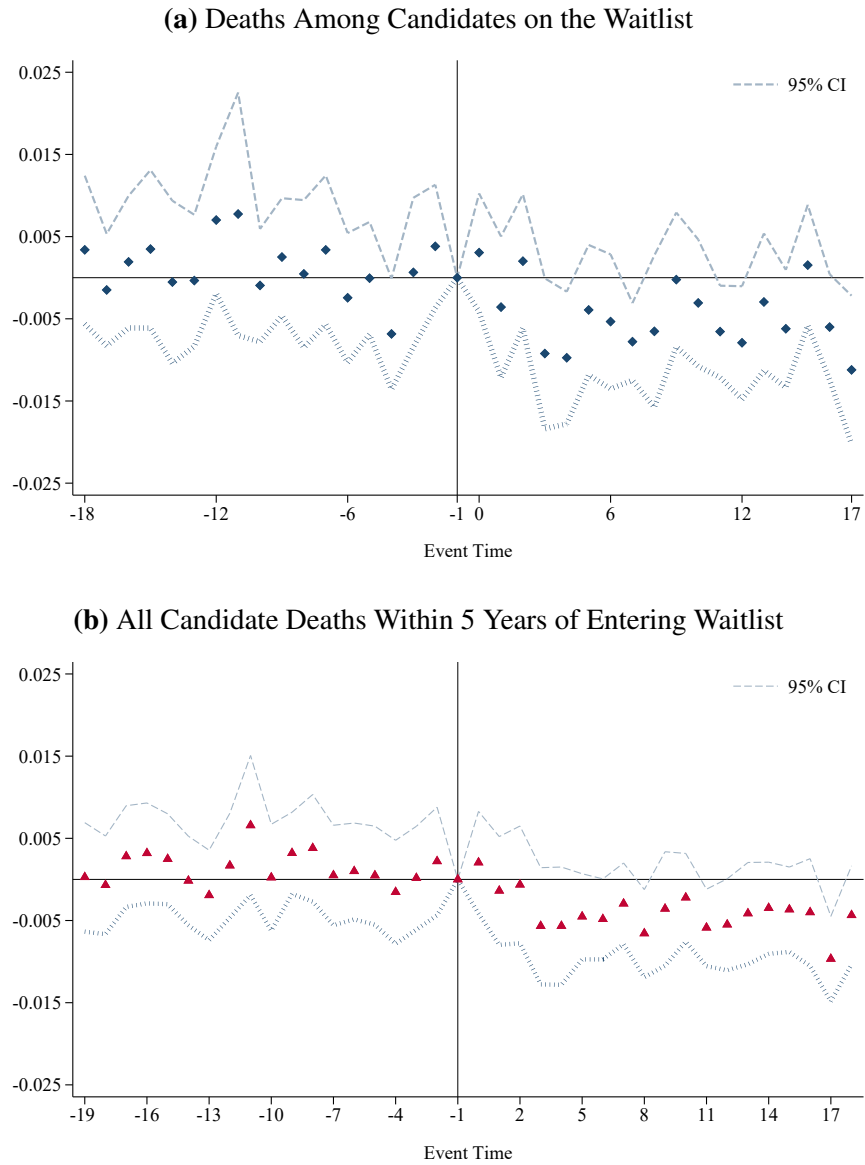 (a) Deaths Among Candidates on the Waitlist
95% CI
0.025
0.015
0.005
-0.005
-0.015
-0.025
-18 -12 -6 -1 0 6 12 17
Event Time
(b) All Candidate Deaths Within 5 Years of Entering Waitlist
95% CI
0.025
0.015
0.005
-0.005
-0.015
-0.025
-19 -16 -13 -10 -7 -4 -1 2 5 8 11 14 17
Event Time